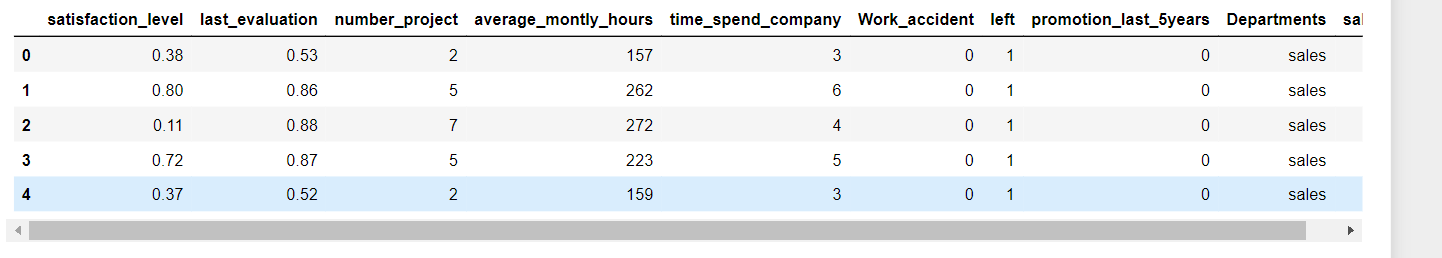 satisfaction_level last_evaluation number_project average_montly_hours time_spend_company Work_accident left promotion_last_5years Departments sal
0 0.38 0.53 2 157 3 0 1 0 sales
1 0.80 0.86 5 262 6 0 1 0 sales
2 0.11 0.88 7 272 4 0 1 0 sales
3 0.72 0.87 5 223 5 0 1 0 sales
4 0.37 0.52 2 159 3 0 1 0 sales